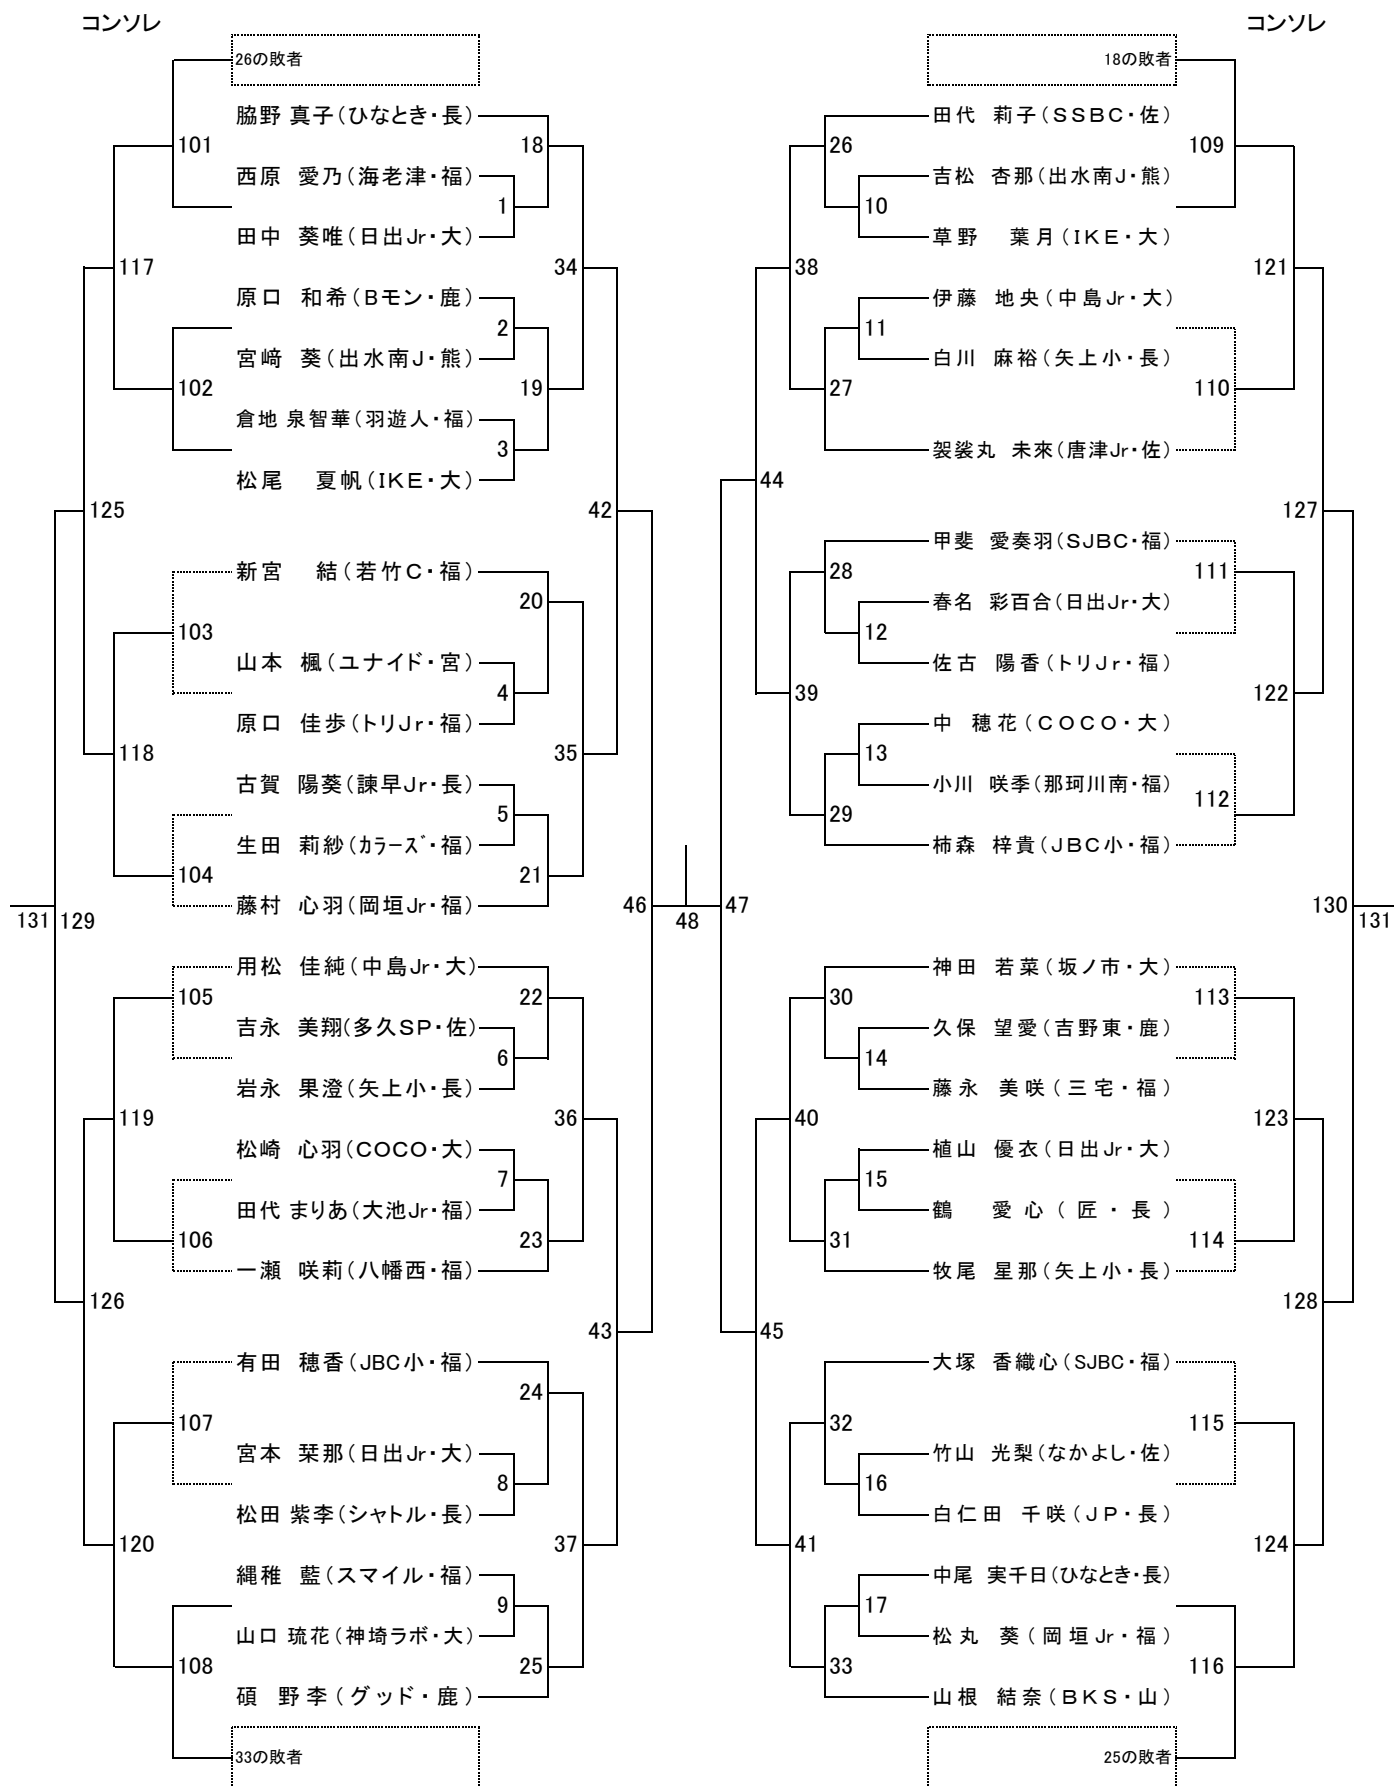 コンソレ
コンソレ
26の敗者
18の敗者
脇野 真子(ひなとき・長)
田代 莉子(SSBC・佐)
101
18
26
109
西原 愛乃(海老津・福)
吉松 杏那(出水南J・熊)
1
10
田中 葵唯(日出Jr・大)
草野 葉月(IKE・大)
117
34
38
121
原口 和希(Bモン・鹿)
伊藤 地央(中島Jr・大)
2
11
宮﨑 葵(出水南J・熊)
白川 麻裕(矢上小・長)
102
19
27
110
倉地 泉智華(羽遊人・福)
3
袈裟丸 未來(唐津Jr・佐)
松尾 夏帆(IKE・大)
44
125
42
127
甲斐 愛奏羽(SJBC・福)
新宮 結(若竹C・福)
28
111
20
春名 彩百合(日出Jr・大)
103
12
山本 楓(ユナイド・宮)
佐古 陽香(トリJr・福)
4
39
122
原口 佳歩(トリJr・福)
中 穂花(COCO・大)
118
35
13
古賀 陽葵(諫早Jr・長)
小川 咲季(那珂川南・福)
5
29
112
生田 莉紗(ｶﾗｰｽﾞ・福)
柿森 梓貴(JBC小・福)
104
21
藤村 心羽(岡垣Jr・福)
46
47
130
131
129
48
131
用松 佳純(中島Jr・大)
神田 若菜(坂ノ市・大)
105
22
30
113
吉永 美翔(多久SP・佐)
久保 望愛(吉野東・鹿)
6
14
岩永 果澄(矢上小・長)
藤永 美咲(三宅・福)
119
36
40
123
松崎 心羽(COCO・大)
植山 優衣(日出Jr・大)
7
15
田代 まりあ(大池Jr・福)
鶴 愛心(匠・長)
106
23
31
114
一瀬 咲莉(八幡西・福)
牧尾 星那(矢上小・長)
126
128
43
45
有田 穂香(JBC小・福)
大塚 香織心(SJBC・福)
24
107
32
115
宮本 栞那(日出Jr・大)
竹山 光梨(なかよし・佐)
8
16
松田 紫李(シャトル・長)
白仁田 千咲(JP・長)
120
37
41
124
縄稚 藍(スマイル・福)
中尾 実千日(ひなとき・長)
9
17
山口 琉花(神埼ラボ・大)
松丸 葵(岡垣Jr・福)
108
25
33
116
碩 野李(グッド・鹿)
山根 結奈(BKS・山)
33の敗者
25の敗者